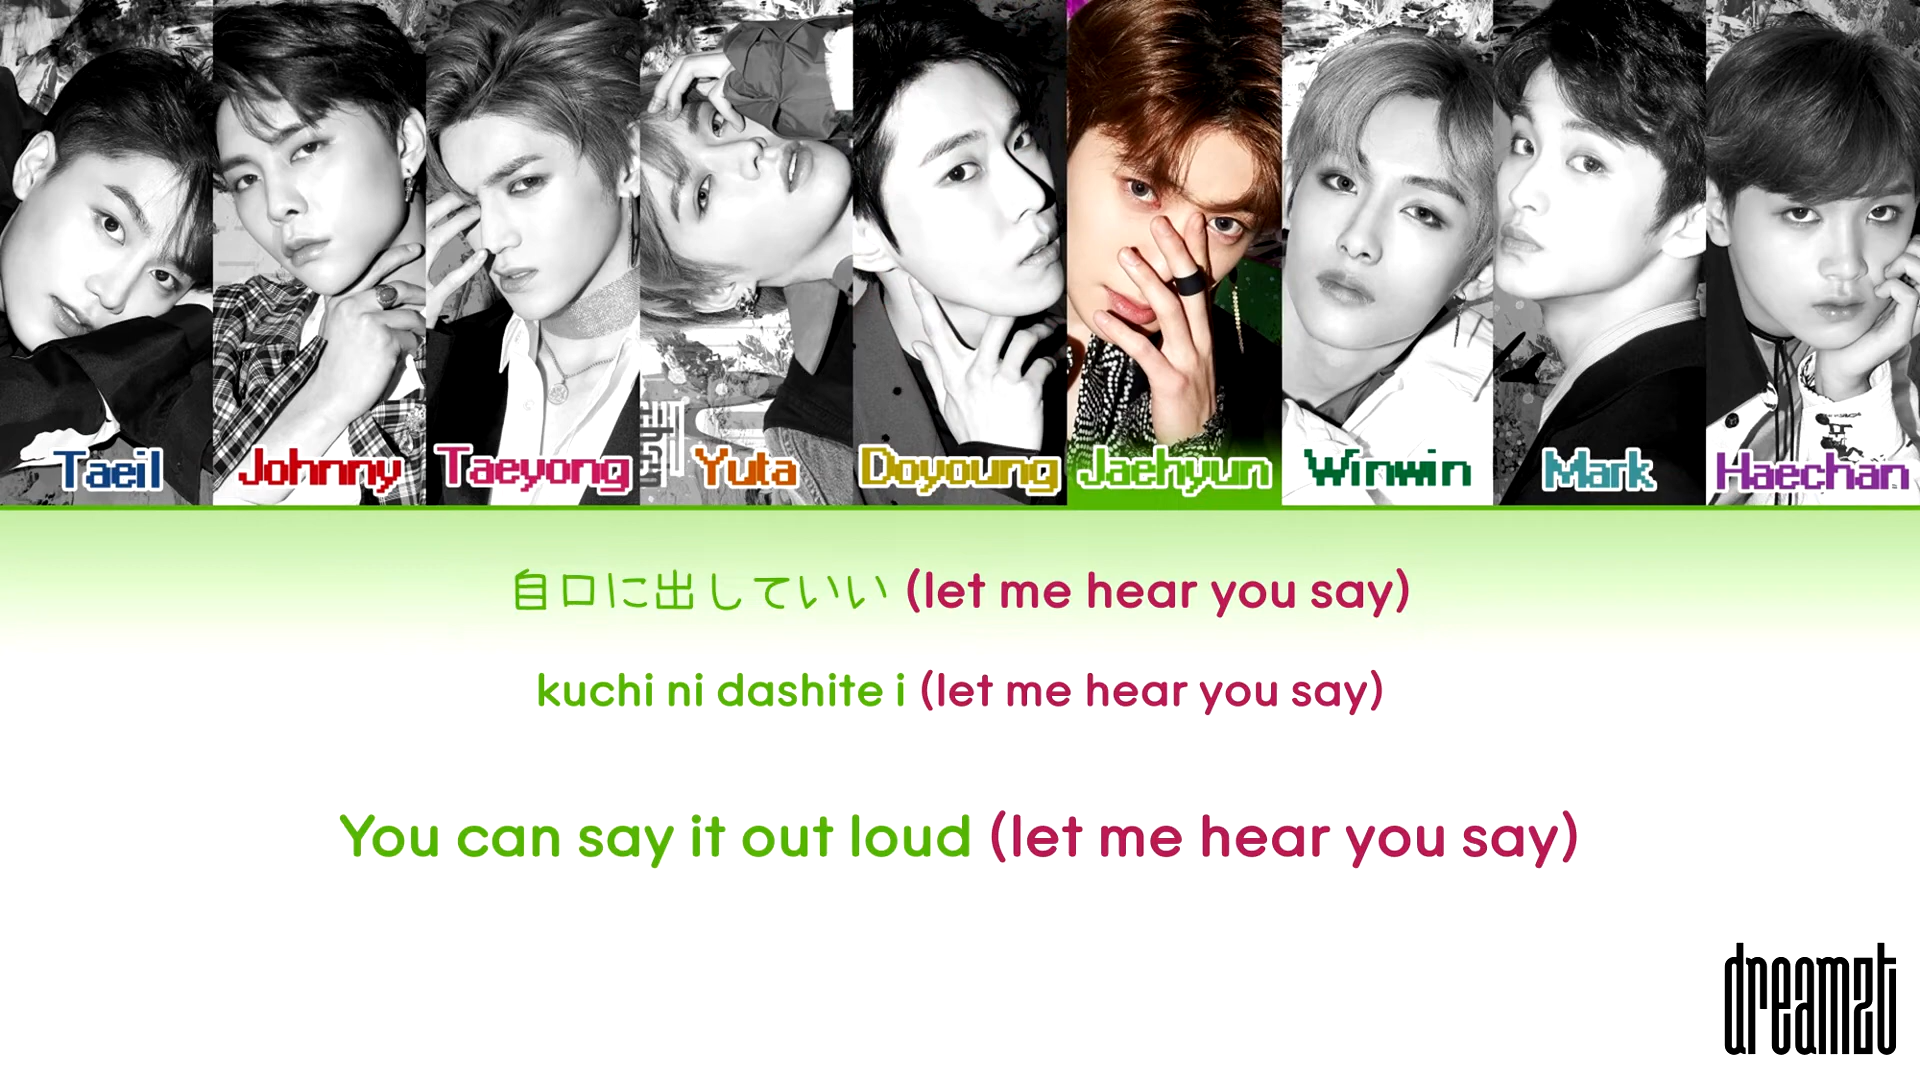 Taeil Johnny Taeyong Yuta Doyoung Jaehyun Winwin Mark Haechan
自口に出していい (let me hear you say)
kuchi ni dashite i (let me hear you say)
You can say it out loud (let me hear you say)
dreamzt